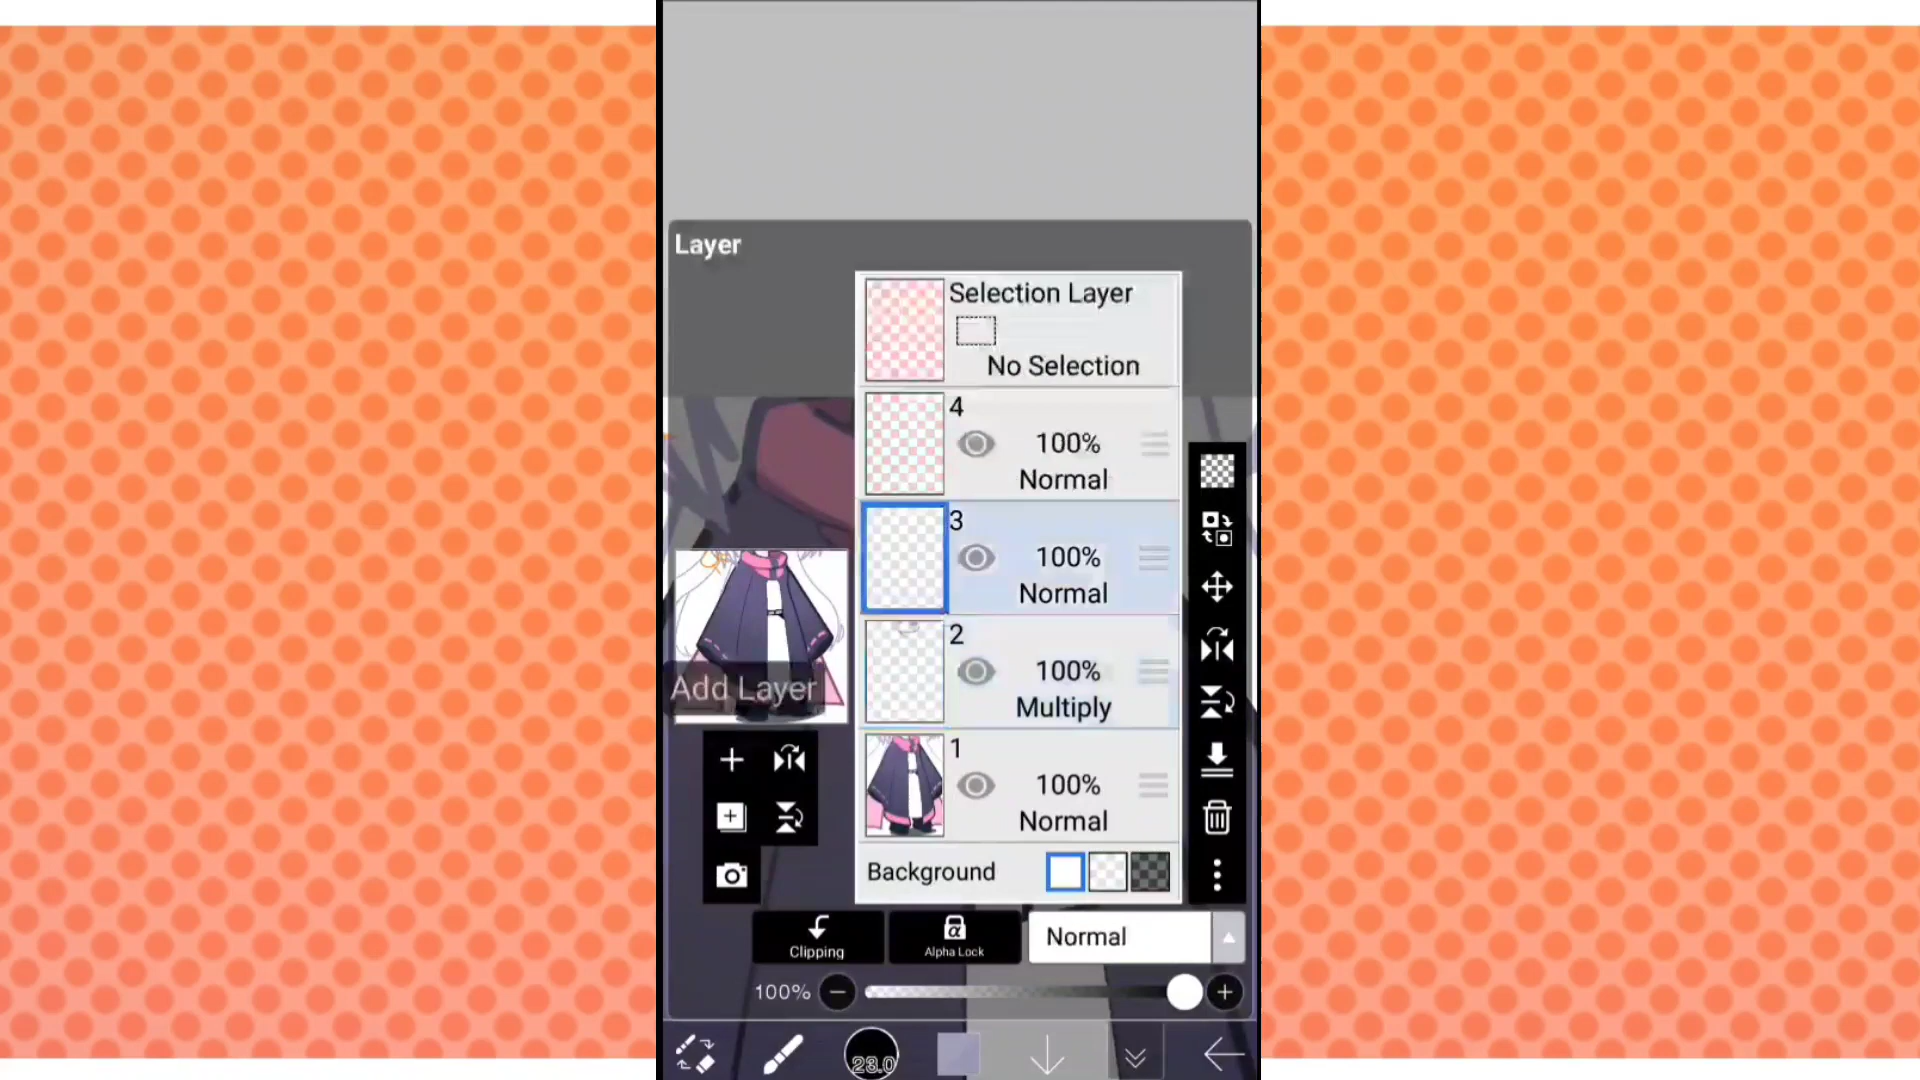 Layer
Selection Layer
No Selection
4
100%
Normal
3
100%
Normal
2
100%
Multiply
Add Layer
1
100%
Normal
Background
Clipping
α
Alpha Lock
Normal
100%
23.0